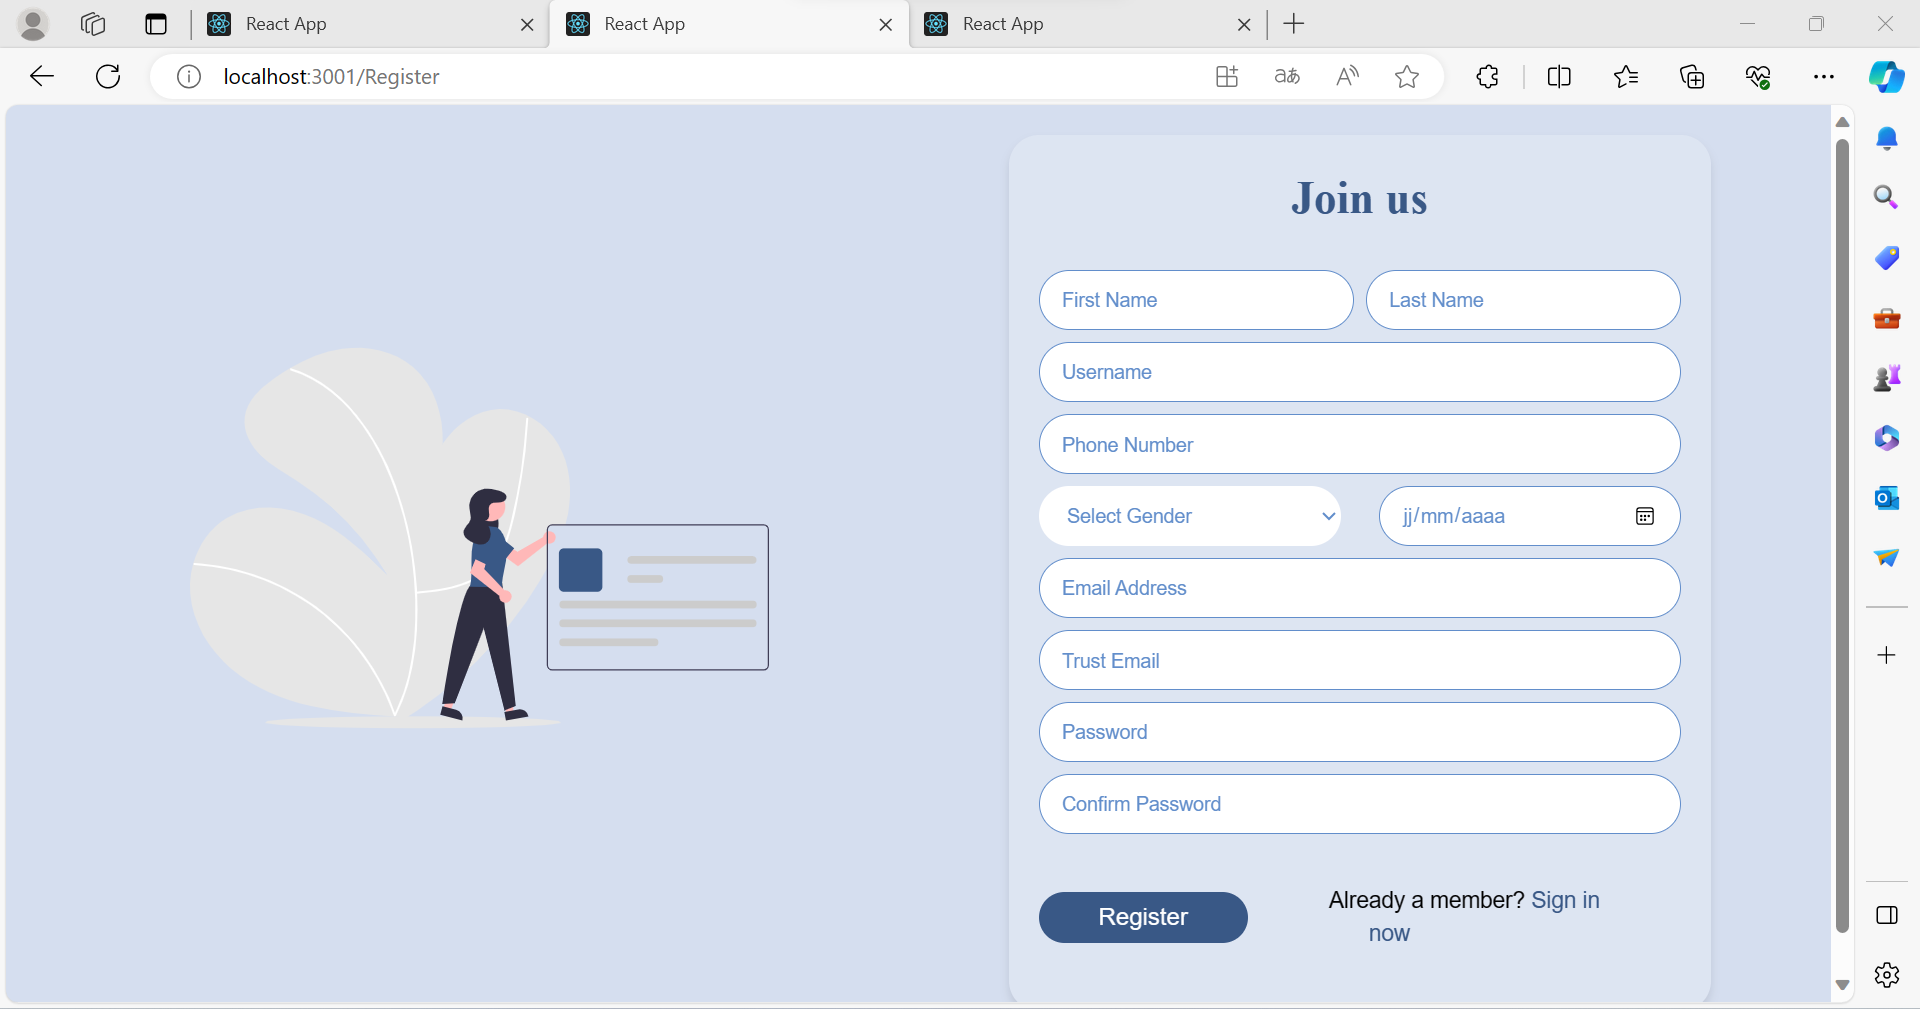 React App
React App
React App
localhost:3001/Register
Join us
First Name
Last Name
Username
Phone Number
Select Gender
jj/mm/aaaa
Email Address
Trust Email
Password
Confirm Password
Register
Already a member? Sign in
now